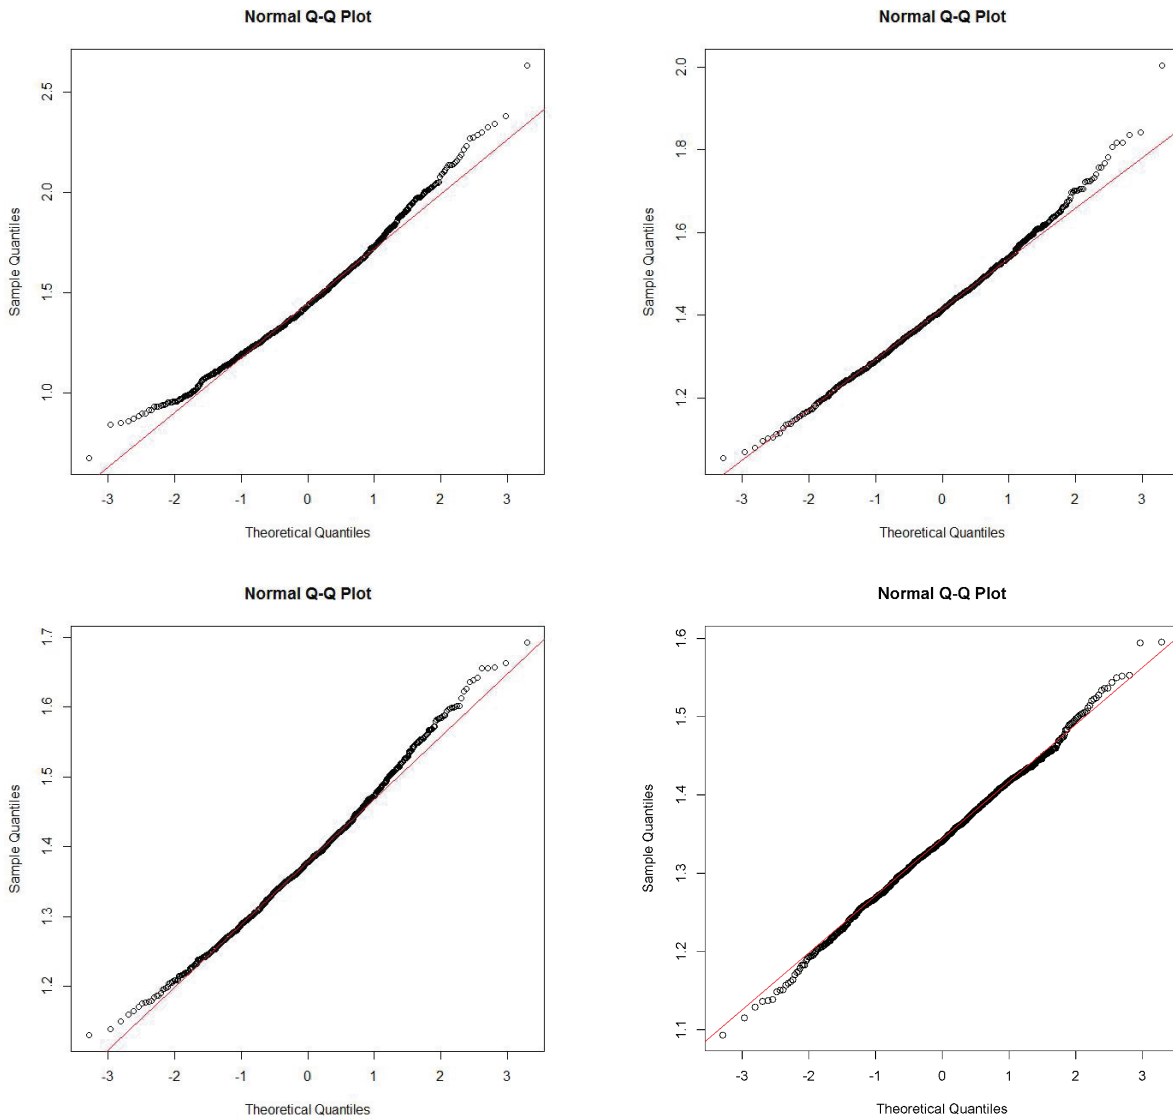 Normal Q-Q Plot
Sample Quantiles
2.5
2.0
1.5
1.0
-3 -2 -1 0 1 2 3
Theoretical Quantiles
Normal Q-Q Plot
Sample Quantiles
2.0
1.8
1.6
1.4
1.2
-3 -2 -1 0 1 2 3
Theoretical Quantiles
Normal Q-Q Plot
Sample Quantiles
1.7
1.6
1.5
1.4
1.3
1.2
-3 -2 -1 0 1 2 3
Theoretical Quantiles
Normal Q-Q Plot
Sample Quantiles
1.6
1.5
1.4
1.3
1.2
1.1
-3 -2 -1 0 1 2 3
Theoretical Quantiles